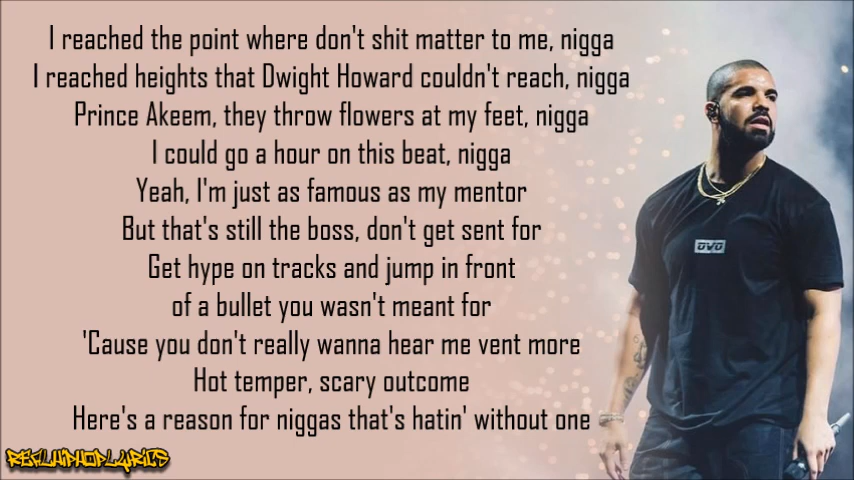 I reached the point where don't shit matter to me, nigga
I reached heights that Dwight Howard couldn't reach, nigga
Prince Akeem, they throw flowers at my feet, nigga
I could go a hour on this beat, nigga
Yeah, I'm just as famous as my mentor
But that's still the boss, don't get sent for
Get hype on tracks and jump in front
of a bullet you wasn't meant for
'Cause you don't really wanna hear me vent more
Hot temper, scary outcome
Here's a reason for niggas that's hatin' without one
OVO
REFLHIPHOPLYRICS